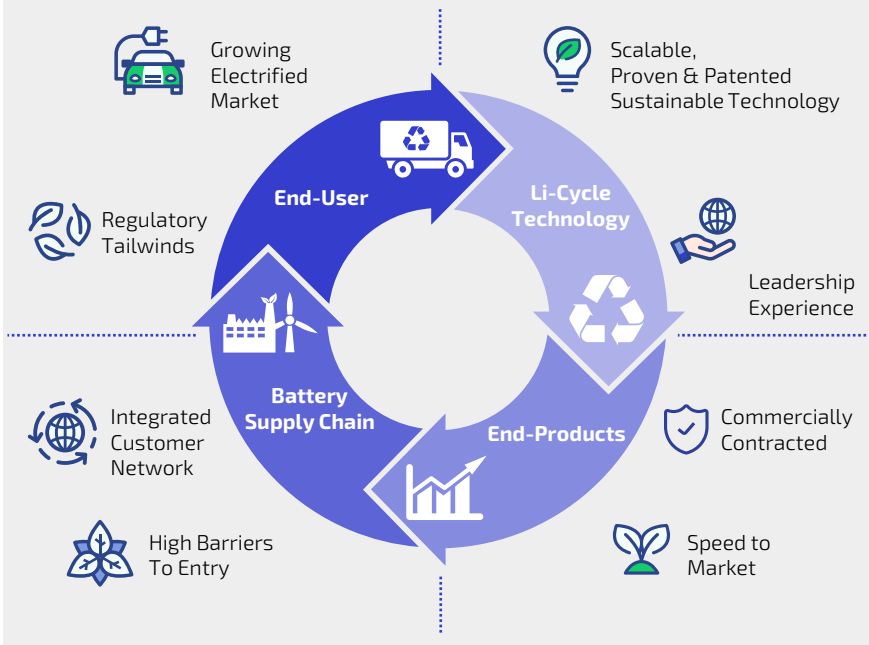 Growing
Electrified
Market
Scalable,
Proven & Patented
Sustainable Technology
End-User
Li-Cycle
Technology
Regulatory
Tailwinds
Leadership
Experience
Battery
Supply Chain
End-Products
Integrated
Customer
Network
Commercially
Contracted
High Barriers
To Entry
Speed to
Market